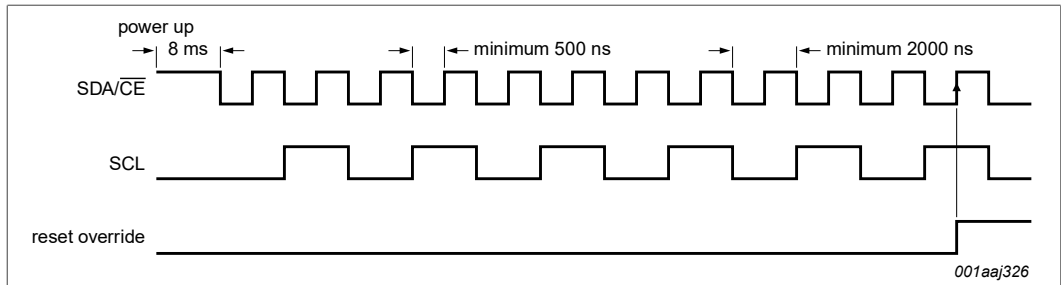 power up
8 ms
minimum 500 ns
minimum 2000 ns
SDA/CE
SCL
reset override
001aaj326